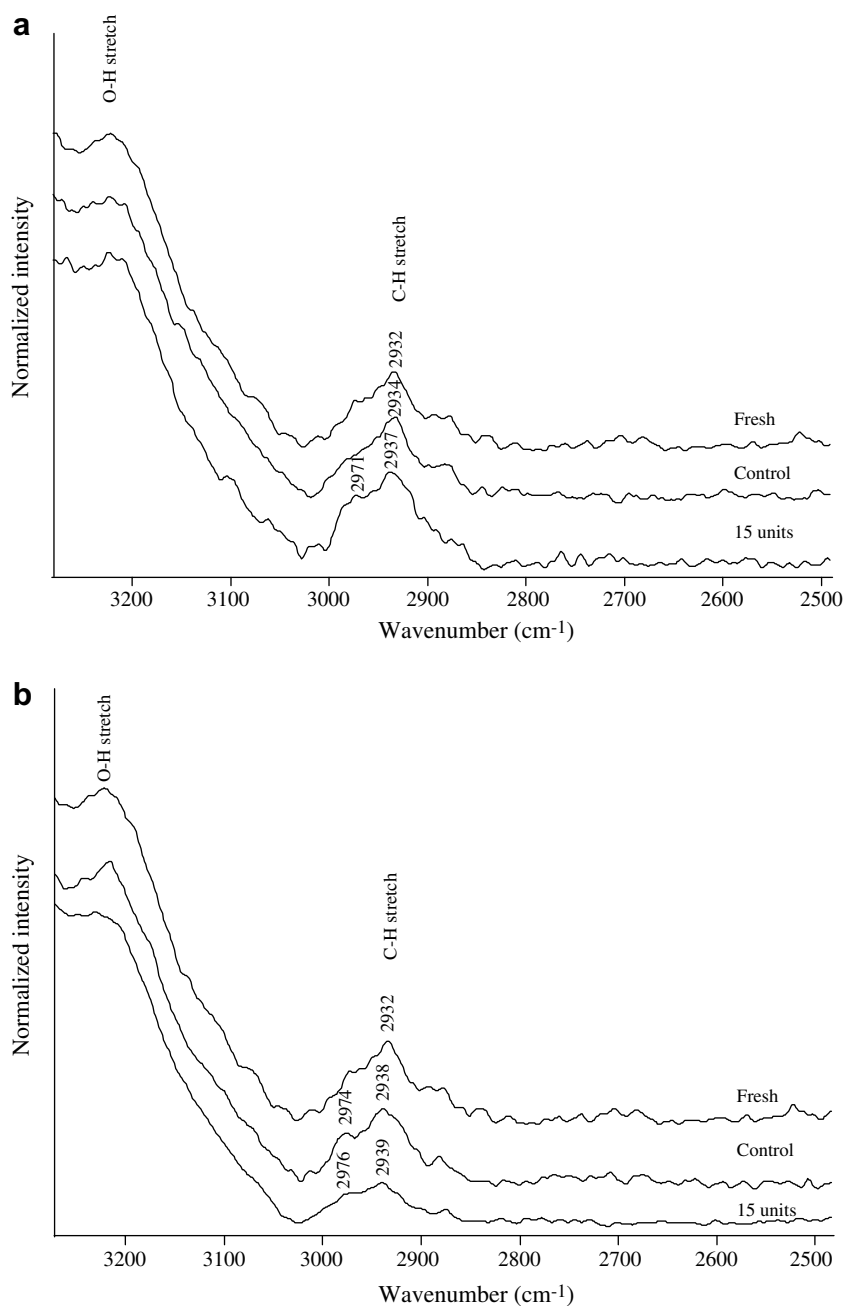 a
O-H stretch
C-H stretch
Normalized intensity
2932
2934
2937
2971
Fresh
Control
15 units
3200 3100 3000 2900 2800 2700 2600 2500
Wavenumber (cm-1)
b
O-H stretch
C-H stretch
Normalized intensity
2932
2938
2974
2939
2976
Fresh
Control
15 units
3200 3100 3000 2900 2800 2700 2600 2500
Wavenumber (cm-1)